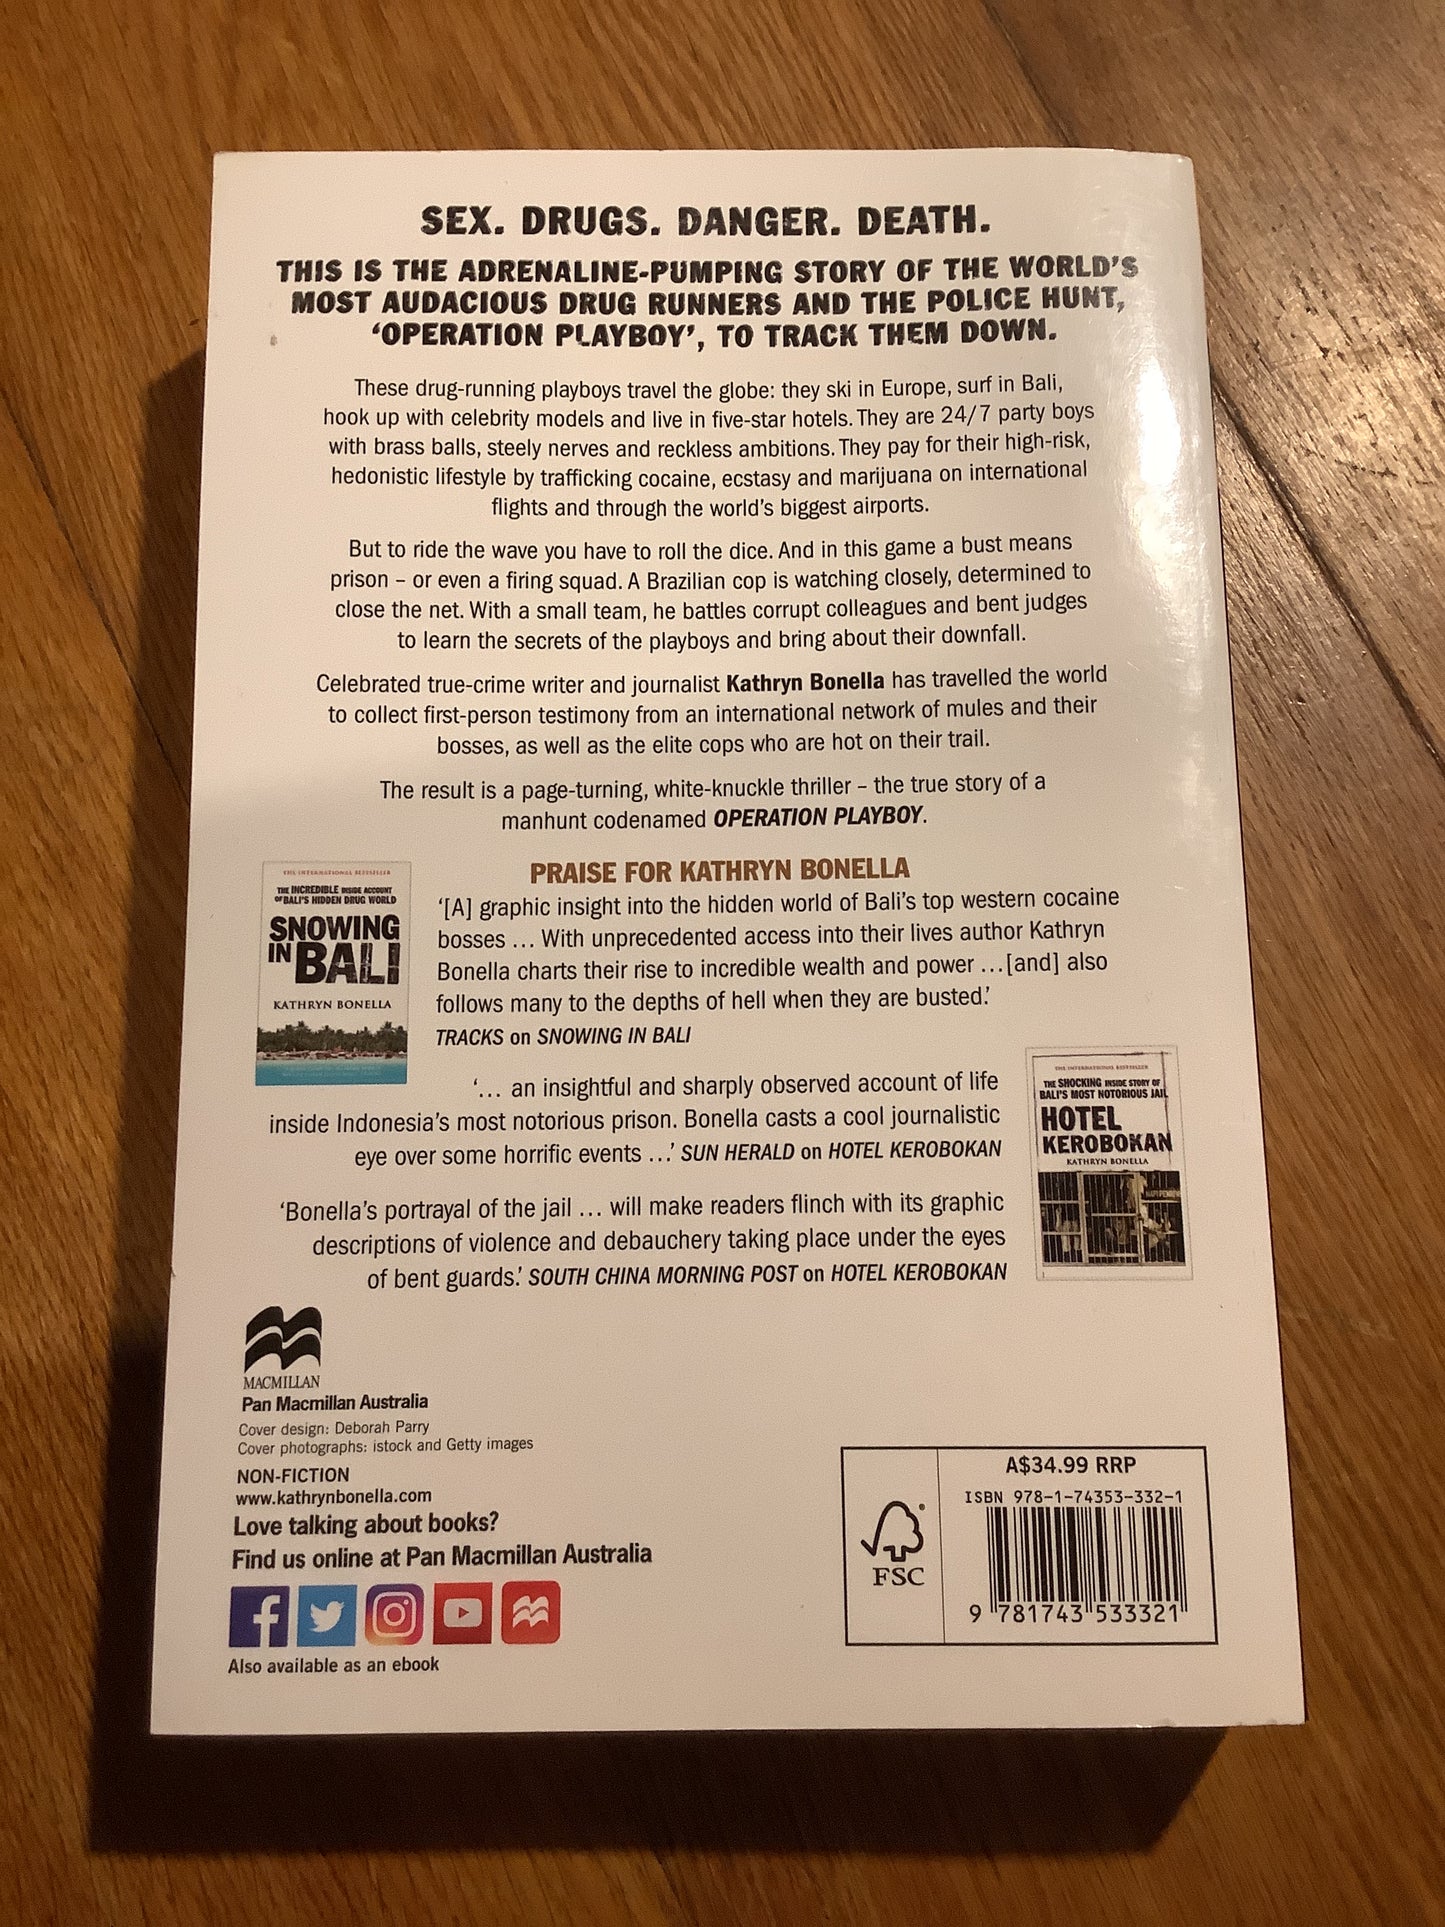 SEX. DRUGS. DANGER. DEATH.
THIS IS THE ADRENALINE-PUMPING STORY OF THE WORLD'S
MOST AUDACIOUS DRUG RUNNERS AND THE POLICE HUNT,
‘OPERATION PLAYBOY’, TO TRACK THEM DOWN.
These drug-running playboys travel the globe: they ski in Europe, surf in Bali,
hook up with celebrity models and live in five-star hotels. They are 24/7 party boys
with brass balls, steely nerves and reckless ambitions. They pay for their high-risk,
hedonistic lifestyle by trafficking cocaine, ecstasy and marijuana on international
flights and through the world’s biggest airports.
But to ride the wave you have to roll the dice. And in this game a bust means
prison – or even a firing squad. A Brazilian cop is watching closely, determined to
close the net. With a small team, he battles corrupt colleagues and bent judges
to learn the secrets of the playboys and bring about their downfall.
Celebrated true-crime writer and journalist Kathryn Bonella has travelled the world
to collect first-person testimony from an international network of mules and their
bosses, as well as the elite cops who are hot on their trail.
The result is a page-turning, white-knuckle thriller – the true story of a
manhunt codenamed OPERATION PLAYBOY.
PRAISE FOR KATHRYN BONELLA
THE INTERNATIONAL BESTSELLER
THE INCREDIBLE INSIDE ACCOUNT
OF BALI'S HIDDEN DRUG WORLD
SNOWING
IN BALI
KATHRYN BONELLA
‘[A] graphic insight into the hidden world of Bali’s top western cocaine
bosses … With unprecedented access into their lives author Kathryn
Bonella charts their rise to incredible wealth and power …[and] also
follows many to the depths of hell when they are busted.’
TRACKS on SNOWING IN BALI
‘… an insightful and sharply observed account of life
inside Indonesia’s most notorious prison. Bonella casts a cool journalistic
eye over some horrific events …’ SUN HERALD on HOTEL KEROBOKAN
‘Bonella’s portrayal of the jail … will make readers flinch with its graphic
descriptions of violence and debauchery taking place under the eyes
of bent guards.’ SOUTH CHINA MORNING POST on HOTEL KEROBOKAN
THE INTERNATIONAL BESTSELLER
THE SHOCKING INSIDE STORY OF
BALI'S MOST NOTORIOUS JAIL
HOTEL
KEROBOKAN
KATHRYN BONELLA
MACMILLAN
Pan Macmillan Australia
Cover design: Deborah Parry
Cover photographs: istock and Getty images
NON-FICTION
www.kathrynbonella.com
Love talking about books?
Find us online at Pan Macmillan Australia
Also available as an ebook
FSC
A$34.99 RRP
ISBN 978-1-74353-332-1
9 781743 533321